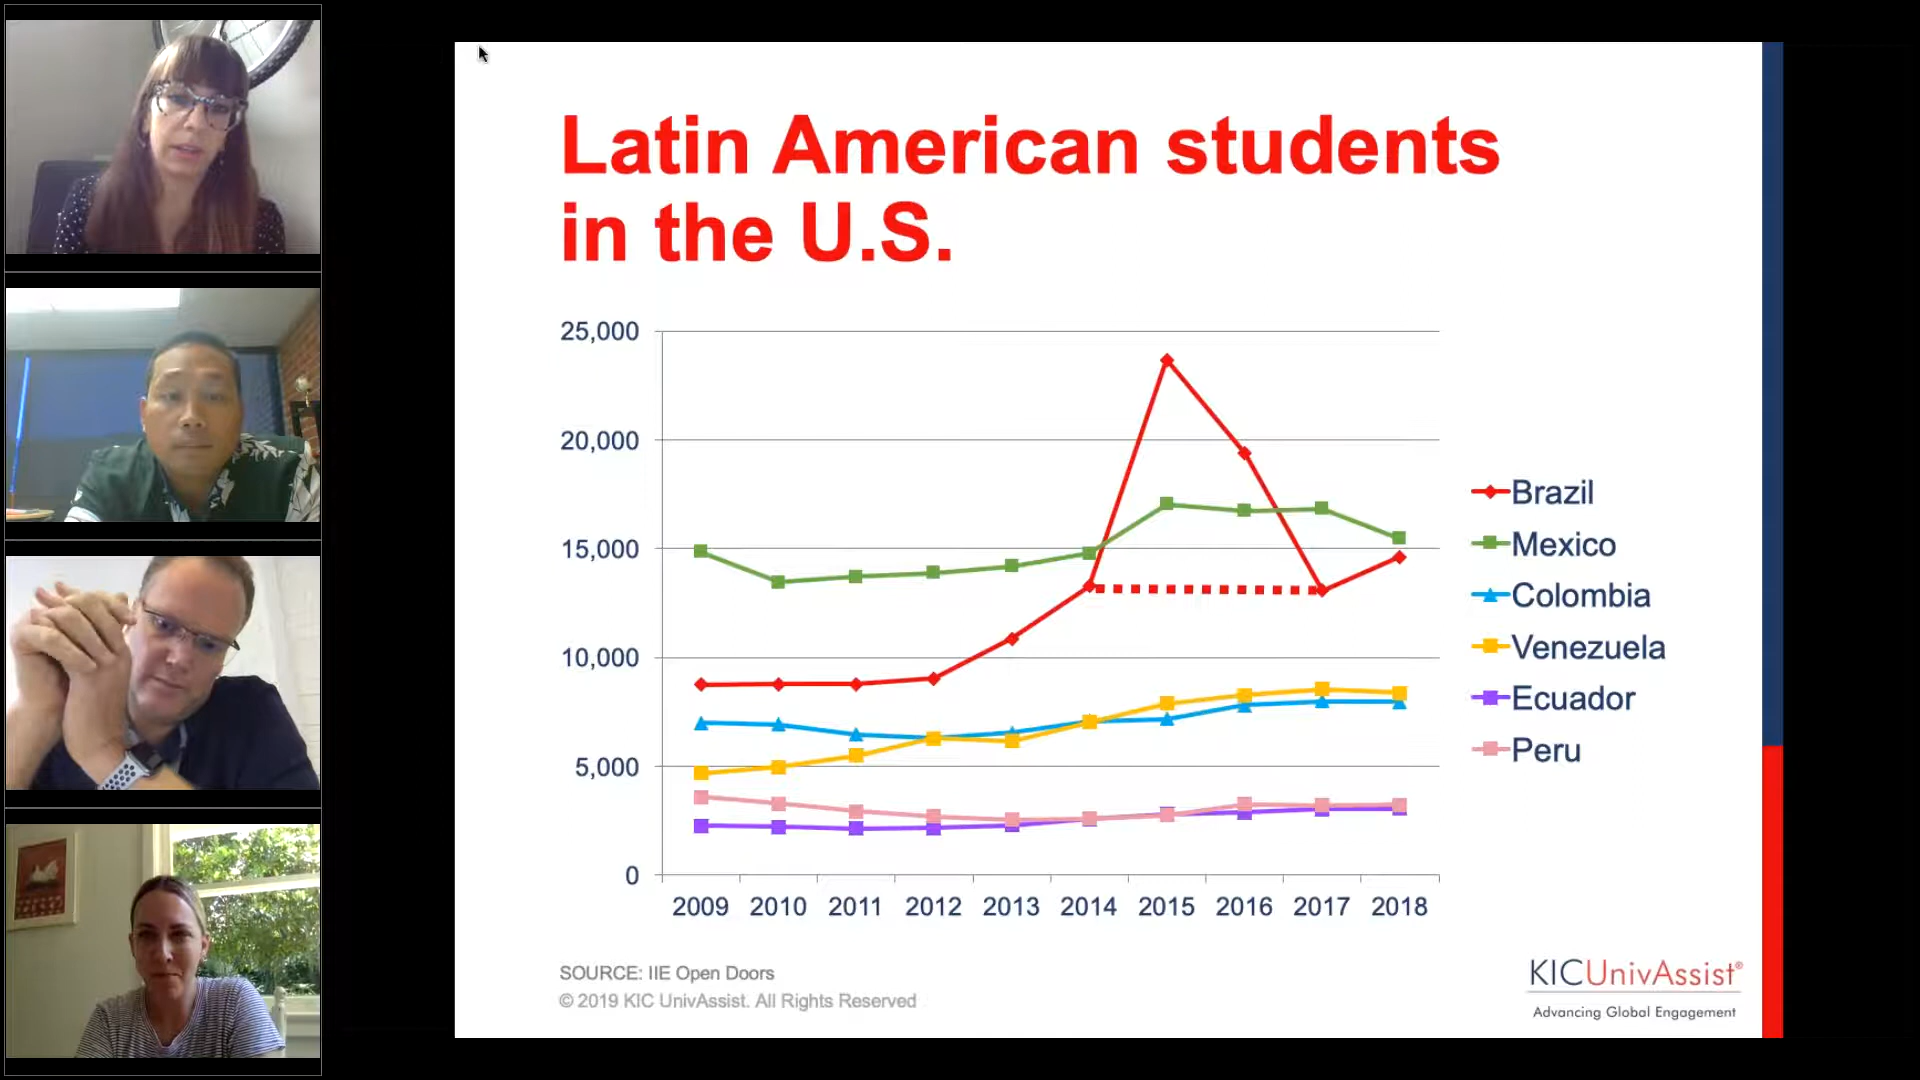 Latin American students
in the U.S.
25,000
20,000
15,000
10,000
5,000
0
2009 2010 2011 2012 2013 2014 2015 2016 2017 2018
Brazil
Mexico
Colombia
Venezuela
Ecuador
Peru
SOURCE: IIE Open Doors
© 2019 KIC UnivAssist. All Rights Reserved
KICUnivAssist®
Advancing Global Engagement